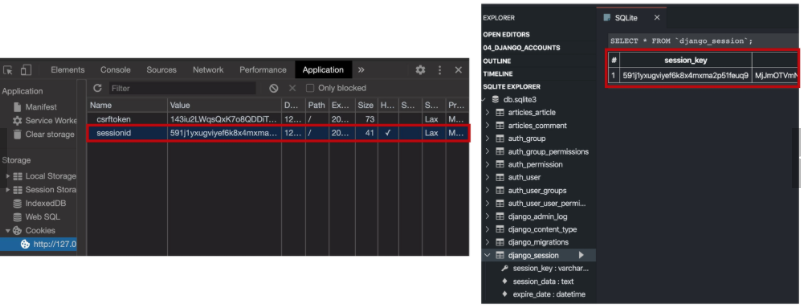 Elements Console Sources Network Performance Application
Application
Manifest
Service Worke
Clear storage
Storage
Local Storage
Session Stora
IndexedDB
Web SQL
Cookies
http://127.0
Filter Only blocked
Name Value D... Path Ex... Size H... S... S... Pr...
csrftoken 143iu2LWqsQxK7o8QDDiT... 12... / 20... 73 Lax M...
sessionid 591j1yxugviyef6k8x4mxma... 12... / 20... 41 ✓ Lax M...
EXPLORER
OPEN EDITORS
04_DJANGO_ACCOUNTS
OUTLINE
TIMELINE
SQLITE EXPLORER
db.sqlite3
articles_article
articles_comment
auth_group
auth_group_permissions
auth_permission
auth_user
auth_user_groups
auth_user_user_permi...
django_admin_log
django_content_type
django_migrations
django_session
session_key : varchar...
session_data : text
expire_date : datetime
SQLite
SELECT * FROM `django_session`;
# session_key
1 591j1yxugviyef6k8x4mxma2p51feuq9 MjJmOTVmN